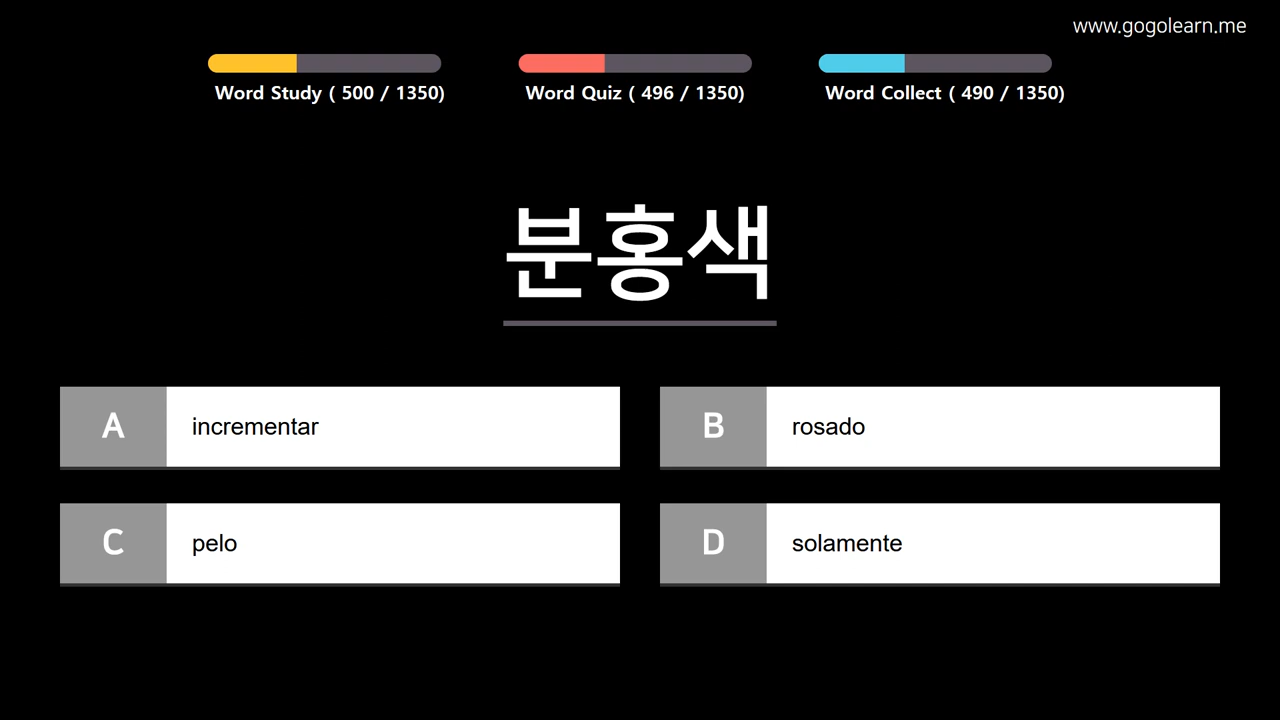 www.gogolearn.me
Word Study ( 500 / 1350)
Word Quiz ( 496 / 1350)
Word Collect ( 490 / 1350)
분홍색
A incrementar
B rosado
C pelo
D solamente